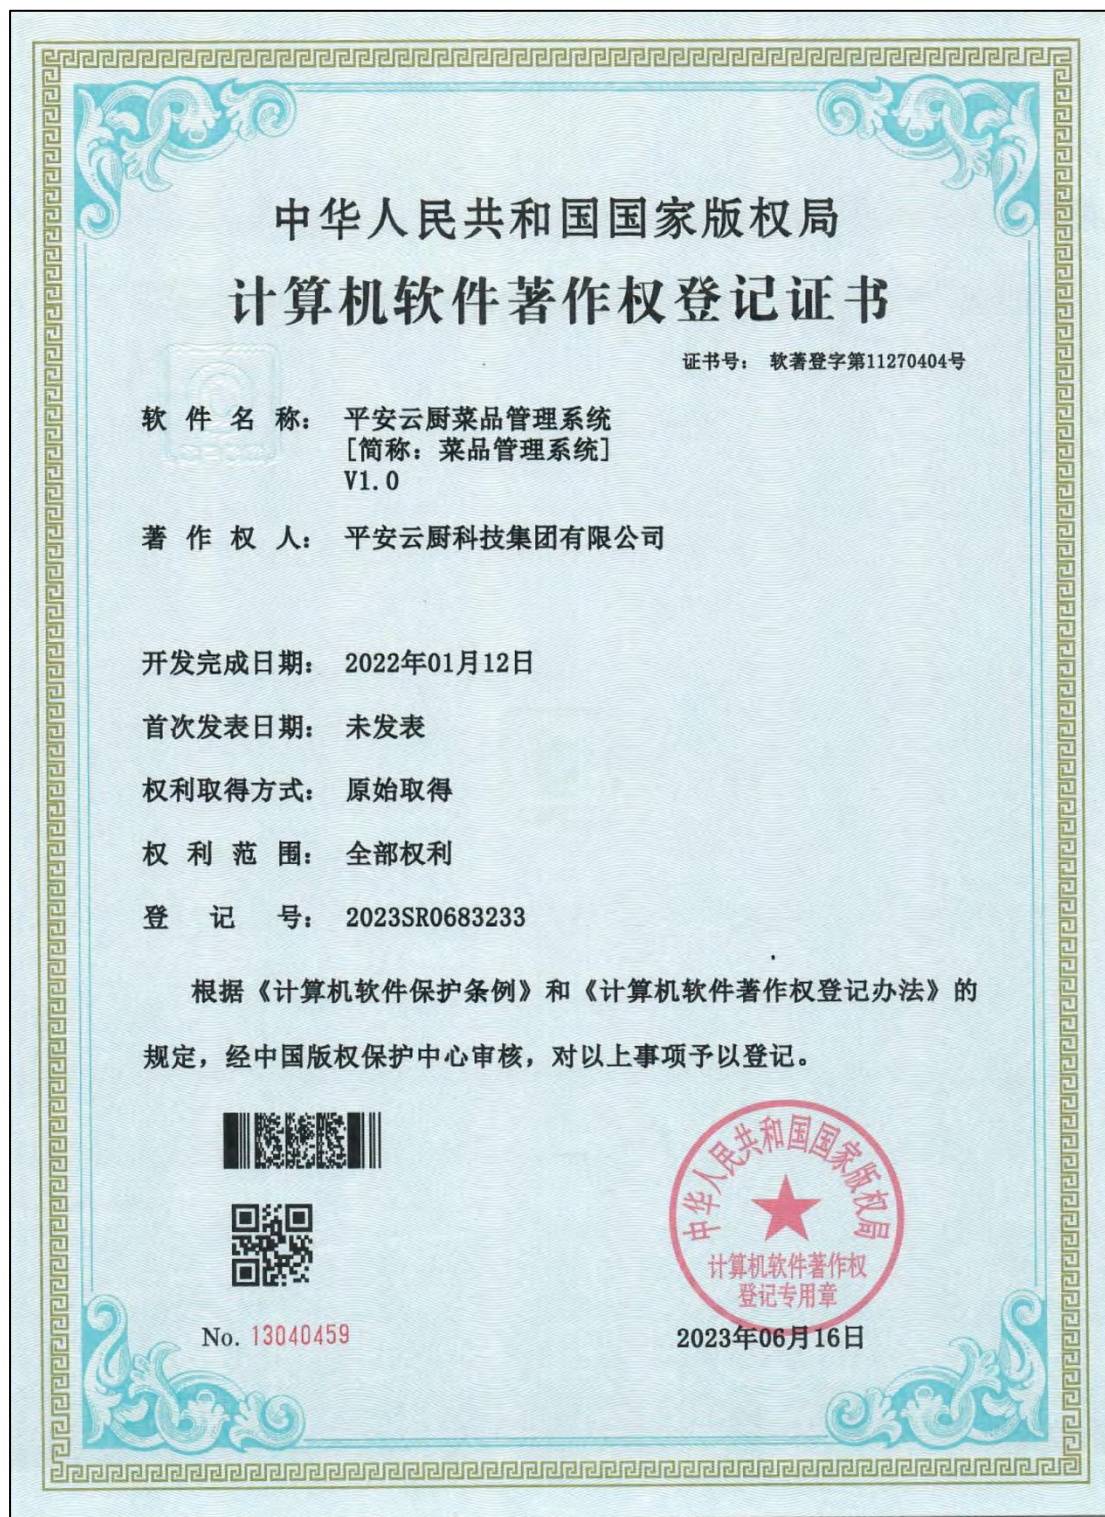 中华人民共和国国家版权局
计算机软件著作权登记证书
证书号： 软著登字第11270404号
软件名称： 平安云厨菜品管理系统
[简称：菜品管理系统]
V1.0
著作权人： 平安云厨科技集团有限公司
开发完成日期： 2022年01月12日
首次发表日期： 未发表
权利取得方式： 原始取得
权利范围： 全部权利
登记号： 2023SR0683233
根据《计算机软件保护条例》和《计算机软件著作权登记办法》的
规定，经中国版权保护中心审核，对以上事项予以登记。
中华人民共和国国家版权局
计算机软件著作权
登记专用章
No. 13040459
2023年06月16日